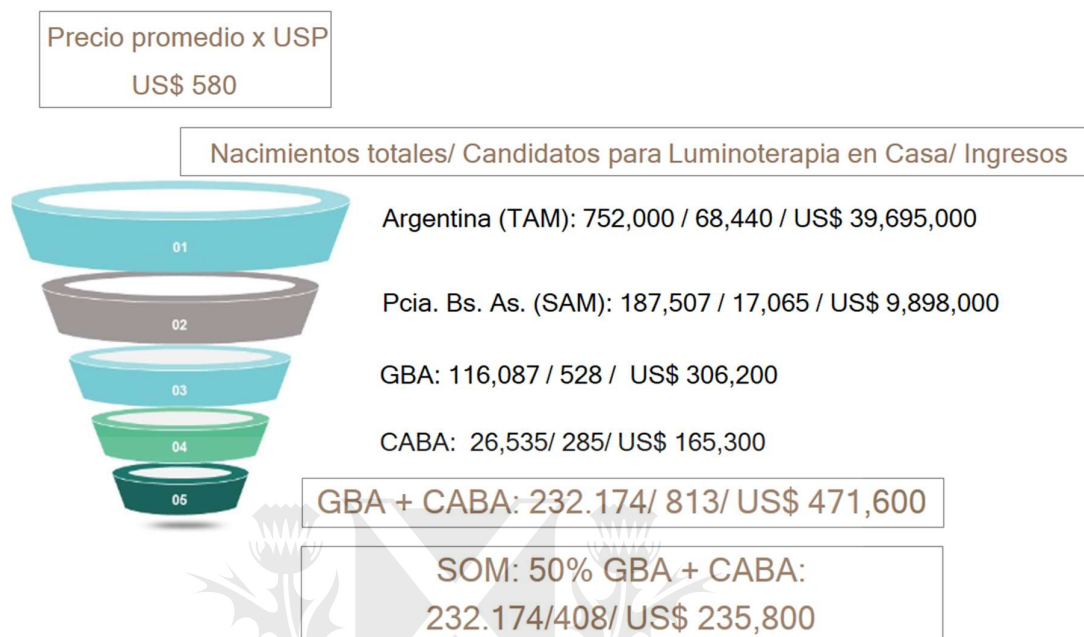 Precio promedio x USP
US$ 580
Nacimientos totales/ Candidatos para Luminoterapia en Casa/ Ingresos
01
Argentina (TAM): 752,000 / 68,440 / US$ 39,695,000
02
Pcia. Bs. As. (SAM): 187,507 / 17,065 / US$ 9,898,000
03
GBA: 116,087 / 528 / US$ 306,200
04
CABA: 26,535/ 285/ US$ 165,300
05
GBA + CABA: 232.174/ 813/ US$ 471,600
SOM: 50% GBA + CABA:
232.174/408/ US$ 235,800